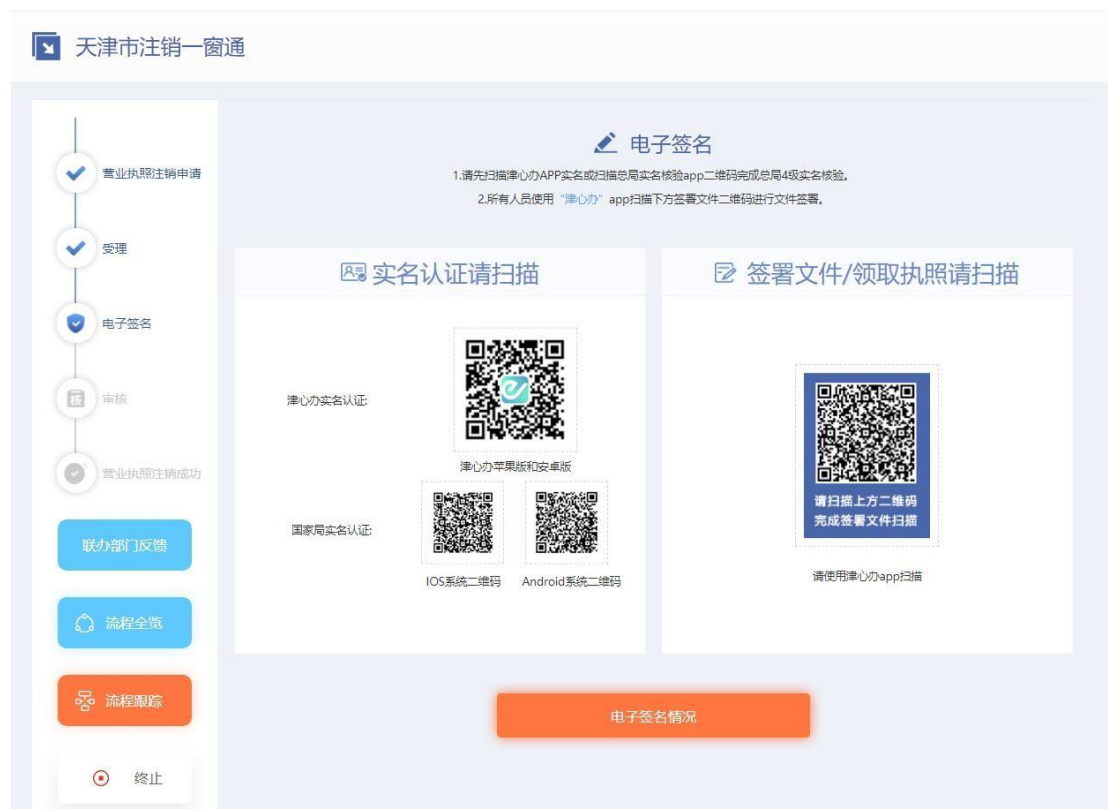 天津市注销一窗通
营业执照注销申请
受理
电子签名
审核
营业执照注销成功
联办部门反馈
流程全览
流程跟踪
终止
电子签名
1.请先扫描津心办APP实名或扫描总局实名核验app二维码完成总局4级实名核验。
2.所有人员使用“津心办”app扫描下方签署文件二维码进行文件签署。
实名认证请扫描
津心办实名认证:
津心办苹果版和安卓版
国家局实名认证:
IOS系统二维码 Android系统二维码
签署文件/领取执照请扫描
请扫描上方二维码
完成签署文件扫描
请使用津心办app扫描
电子签名情况